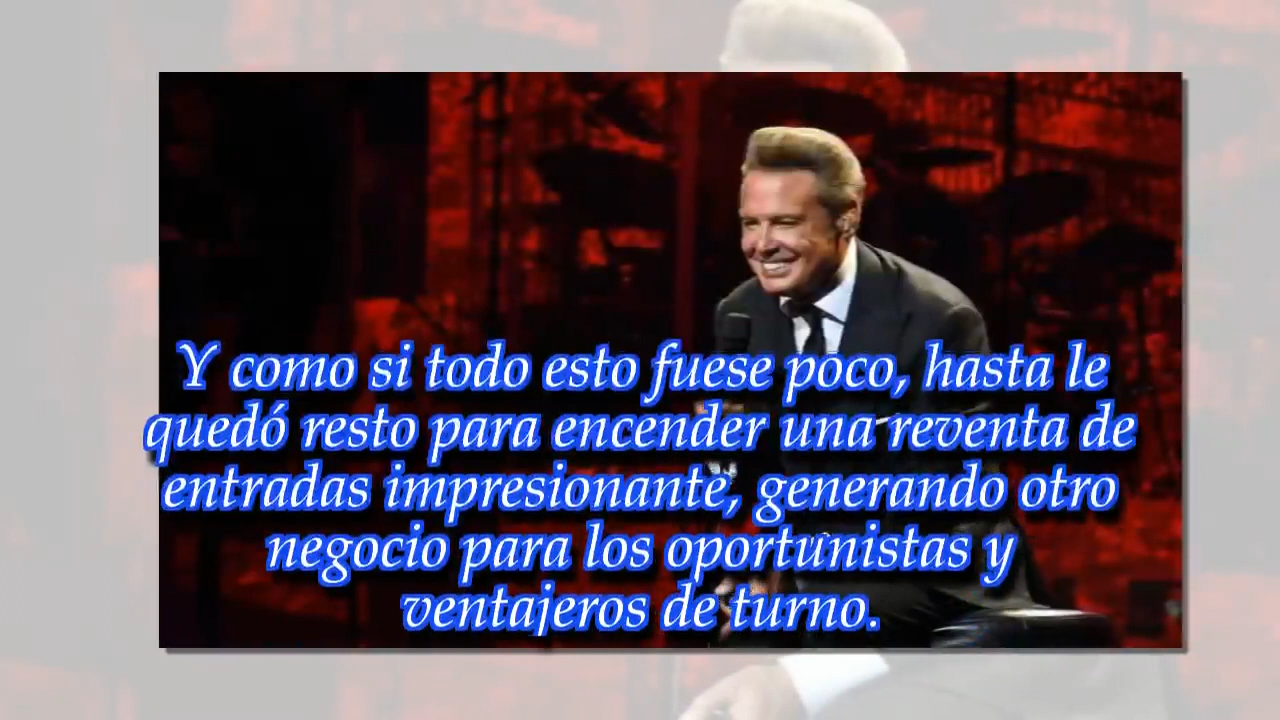 Y como si todo esto fuese poco, hasta le
quedó resto para encender una reventa de
entradas impresionante, generando otro
negocio para los oportunistas y
ventajeros de turno.